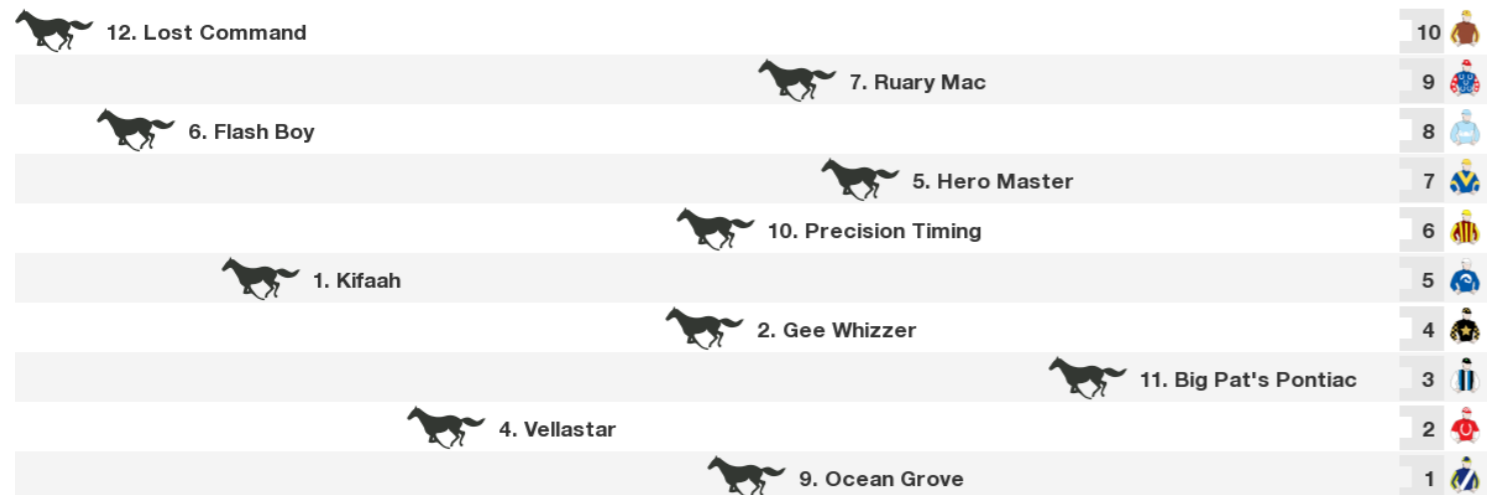 12. Lost Command 10
7. Ruary Mac 9
6. Flash Boy 8
5. Hero Master 7
10. Precision Timing 6
1. Kifaah 5
2. Gee Whizzer 4
11. Big Pat's Pontiac 3
4. Vellastar 2
9. Ocean Grove 1